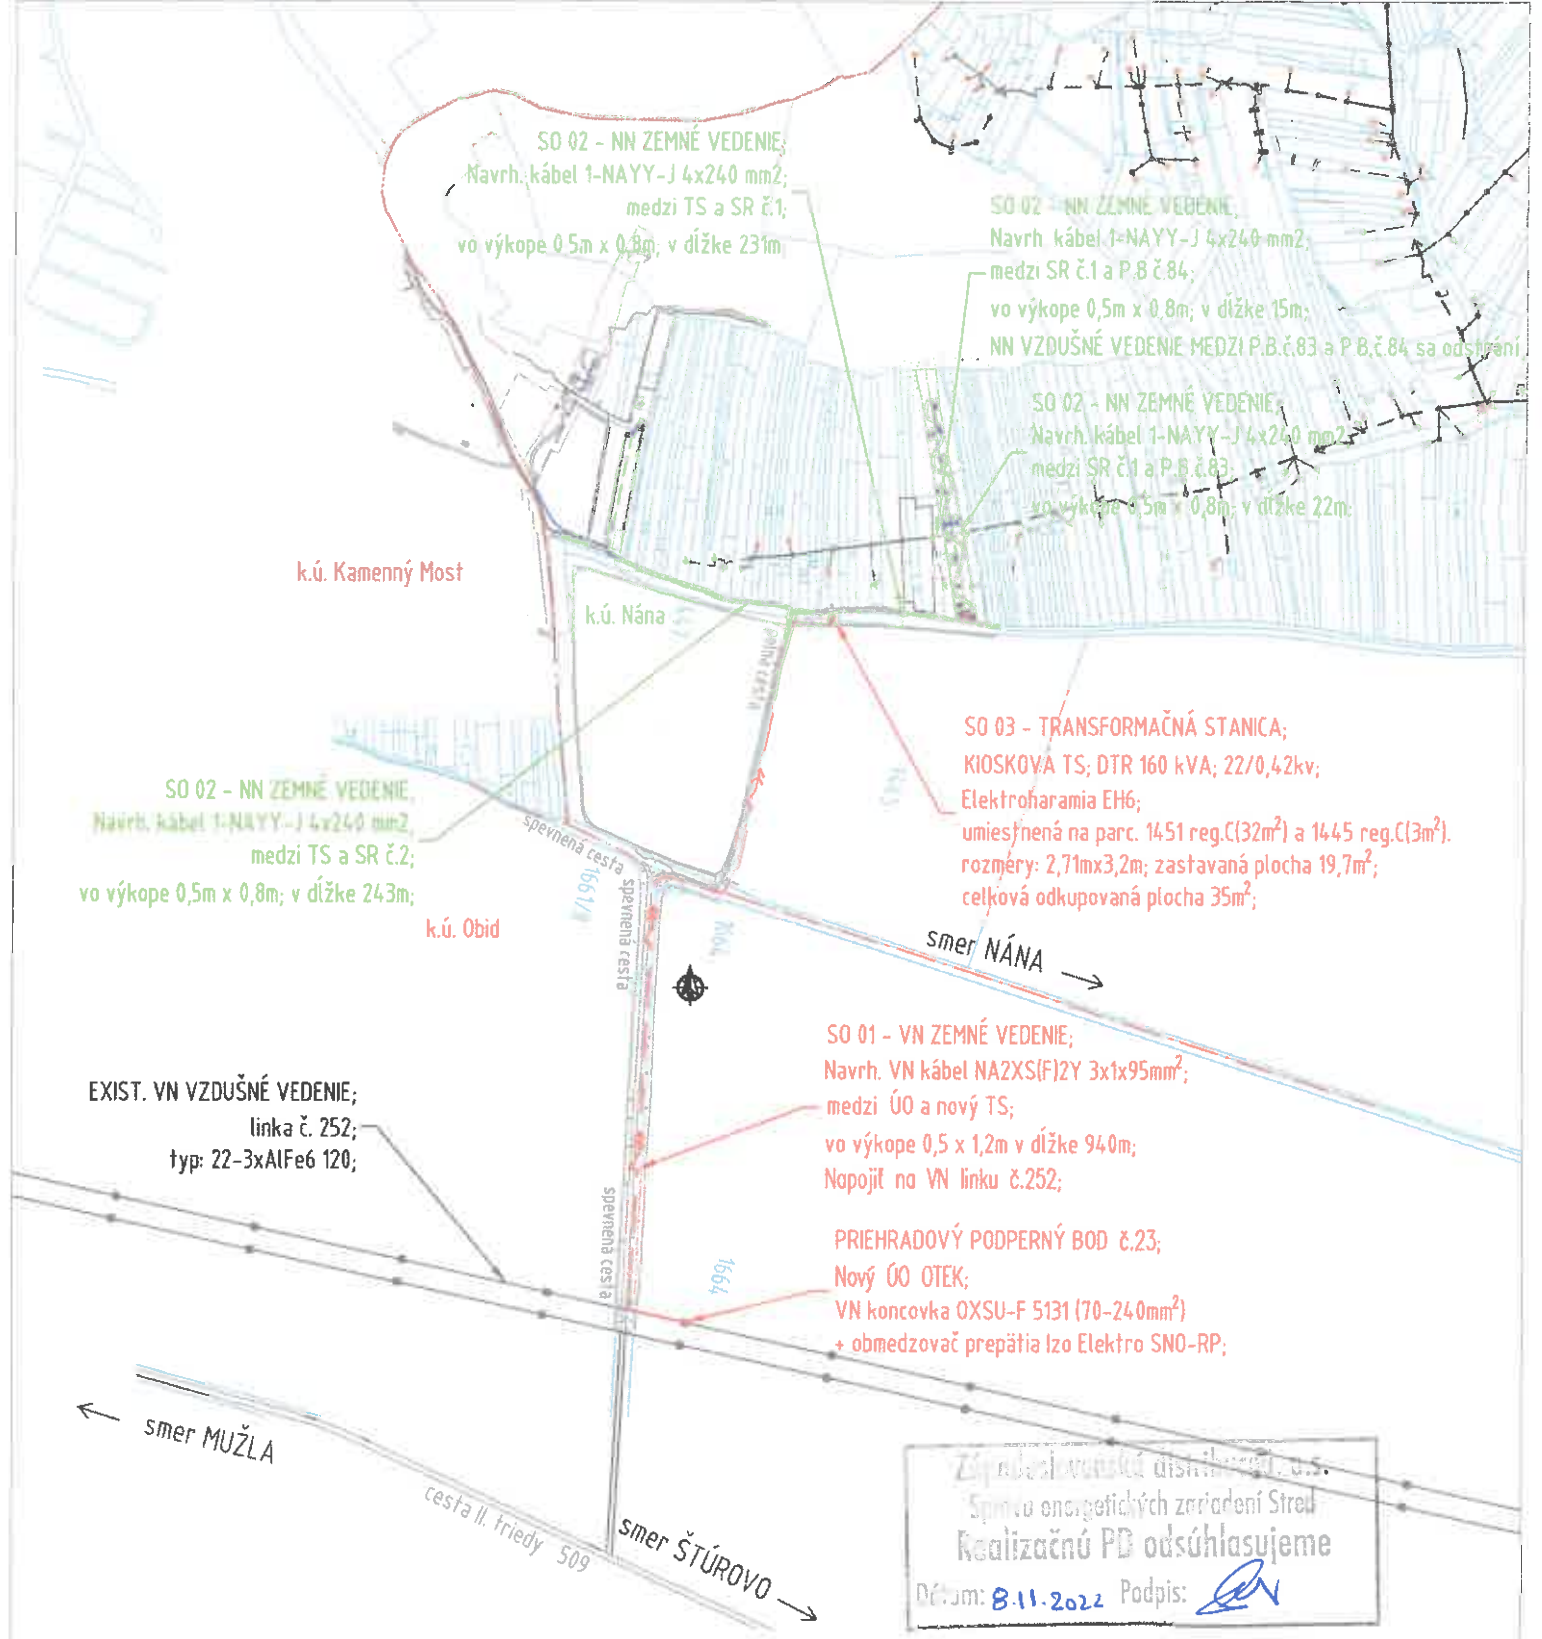 SO 02 - NN ZEMNÉ VEDENIE;
Navrh. kábel 1-NAYY-J 4x240 mm2;
medzi TS a SR č.1;
vo výkope 0,5m x 0,8m; v dĺžke 231m
SO 02 - NN ZEMNÉ VEDENIE;
Navrh. kábel 1-NAYY-J 4x240 mm2;
medzi SR č.1 a P.B č.84;
vo výkope 0,5m x 0,8m; v dĺžke 15m;
NN VZDUŠNÉ VEDENIE MEDZI P.B.č.83 a P.B.č.84 sa odstráni
SO 02 - NN ZEMNÉ VEDENIE;
Navrh. kábel 1-NAYY-J 4x240 mm2
medzi SR č.1 a P.B.č.83;
vo výkope 0,5m x 0,8m; v dĺžke 22m;
k.ú. Kamenný Most
k.ú. Nána
poľná cesta
SO 03 - TRANSFORMAČNÁ STANICA;
KIOSKOVÁ TS; DTR 160 kVA; 22/0,42kv;
Elektroharamia EH6;
umiestnená na parc. 1451 reg.C(32m²) a 1445 reg.C(3m²).
rozméry: 2,71mx3,2m; zastavaná plocha 19,7m²;
celková odkupovaná plocha 35m²;
SO 02 - NN ZEMNÉ VEDENIE,
Navrh. kábel 1-NAYY-J 4x240 mm2,
medzi TS a SR č.2;
vo výkope 0,5m x 0,8m; v dĺžke 243m;
spevnená cesta
spevnená cesta
k.ú. Obid
smer NÁNA
SO 01 - VN ZEMNÉ VEDENIE;
Navrh. VN kábel NA2XS(F)2Y 3x1x95mm²;
medzi ÚO a nový TS;
vo výkope 0,5 x 1,2m v dĺžke 940m;
Napojiť na VN linku č.252;
EXIST. VN VZDUŠNÉ VEDENIE;
linka č. 252;
typ: 22-3xAlFe6 120;
spevnená cesta
1664
PRIEHRADOVÝ PODPERNÝ BOD č.23;
Nový ÚO OTEK;
VN koncovka OXSU-F 5131 (70-240mm²)
+ obmedzovač prepätia Izo Elektro SNO-RP;
smer MUŽLA
cesta II. triedy 509
smer ŠTÚROVO
Západoslovenská distribučná, a.s.
Správa energetických zariadení Stred
Realizačnú PD odsúhlasujeme
Dátum: 8.11.2022 Podpis: